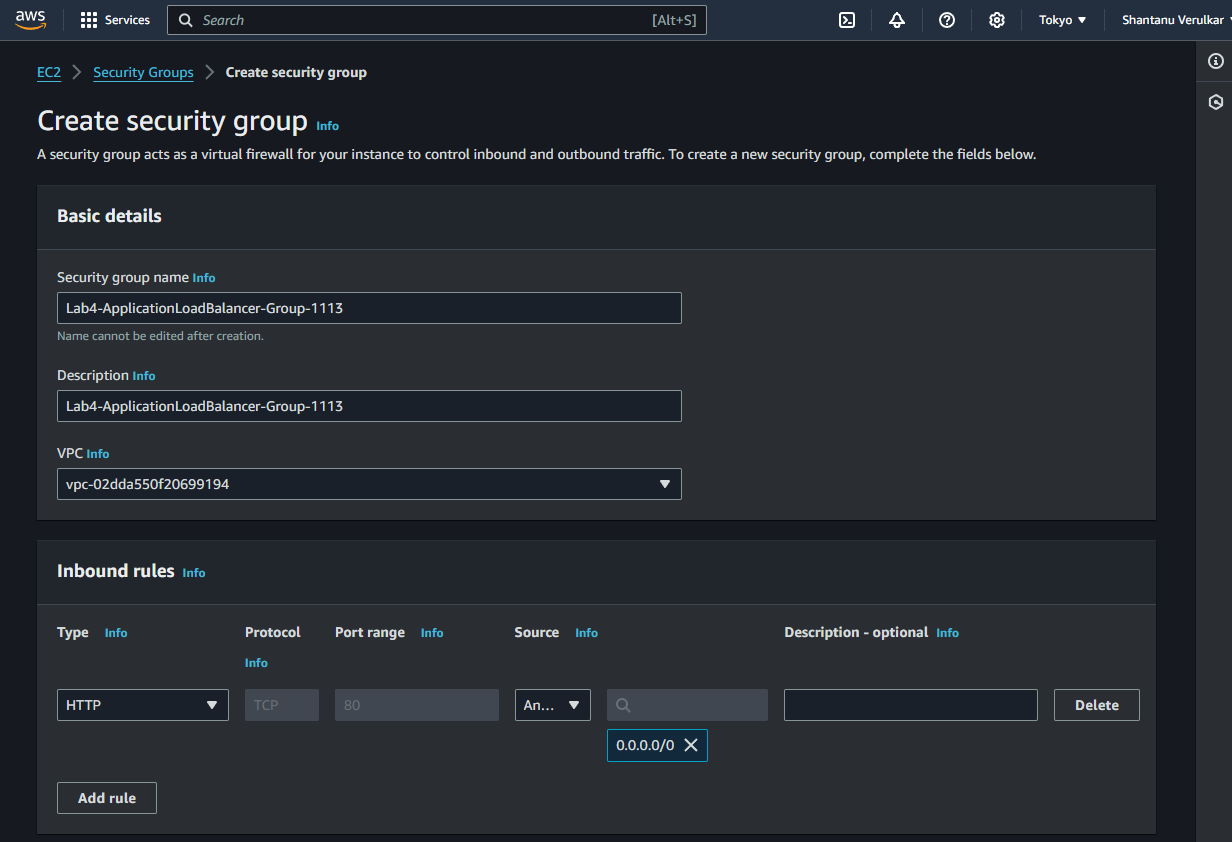 aws Services Search [Alt+S] Tokyo Shantanu Verulkar
EC2 Security Groups Create security group
Create security group Info
A security group acts as a virtual firewall for your instance to control inbound and outbound traffic. To create a new security group, complete the fields below.
Basic details
Security group name Info
Lab4-ApplicationLoadBalancer-Group-1113
Name cannot be edited after creation.
Description Info
Lab4-ApplicationLoadBalancer-Group-1113
VPC Info
vpc-02dda550f20699194
Inbound rules Info
Type Info Protocol Port range Info Source Info Description - optional Info
Info
HTTP TCP 80 An... Delete
0.0.0.0/0
Add rule